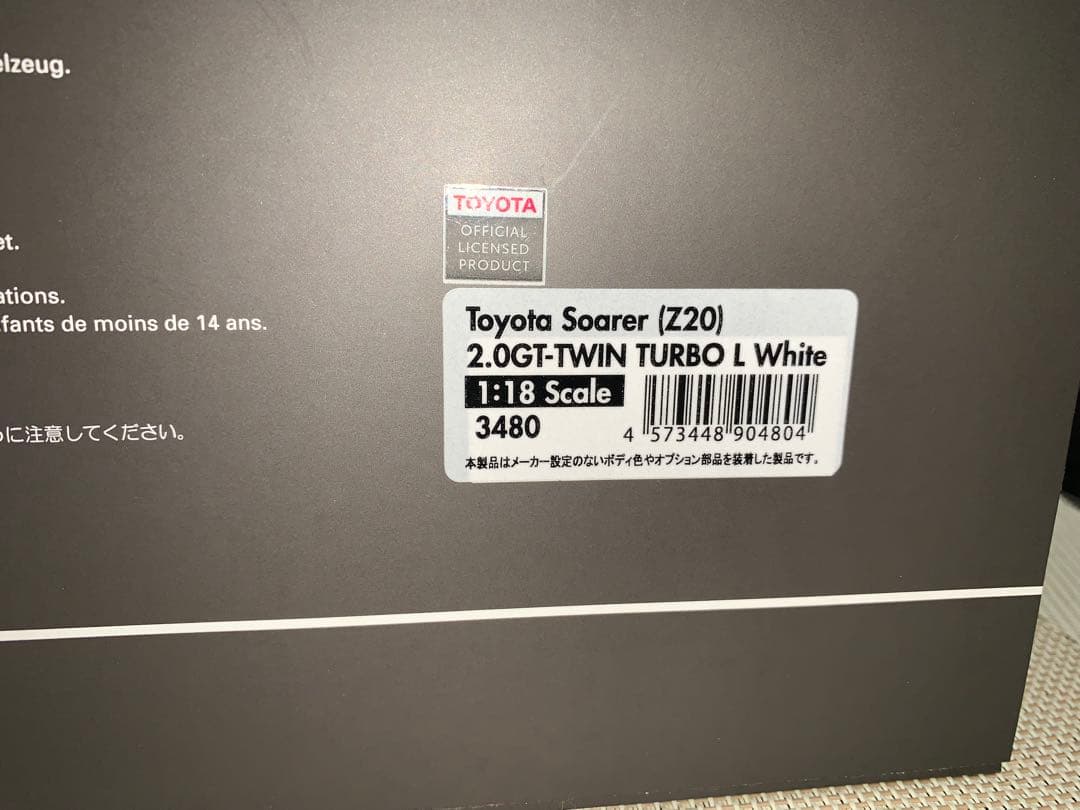 elzeug.
et.
ations.
fants de moins de 14 ans.
に注意してください。
TOYOTA
OFFICIAL
LICENSED
PRODUCT
Toyota Soarer (Z20)
2.0GT-TWIN TURBO L White
1:18 Scale
3480
4 573448 904804
本製品はメーカー設定のないボディ色やオプション部品を装着した製品です。